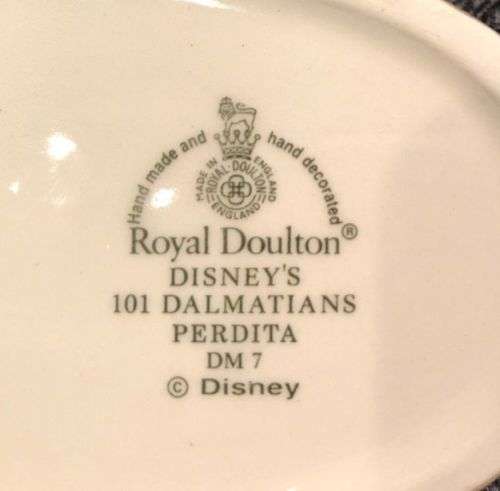 Hand made and hand decorated
MADE IN ENGLAND
ROYAL · DOULTON
ENGLAND
Royal Doulton®
DISNEY'S
101 DALMATIANS
PERDITA
DM 7
© Disney